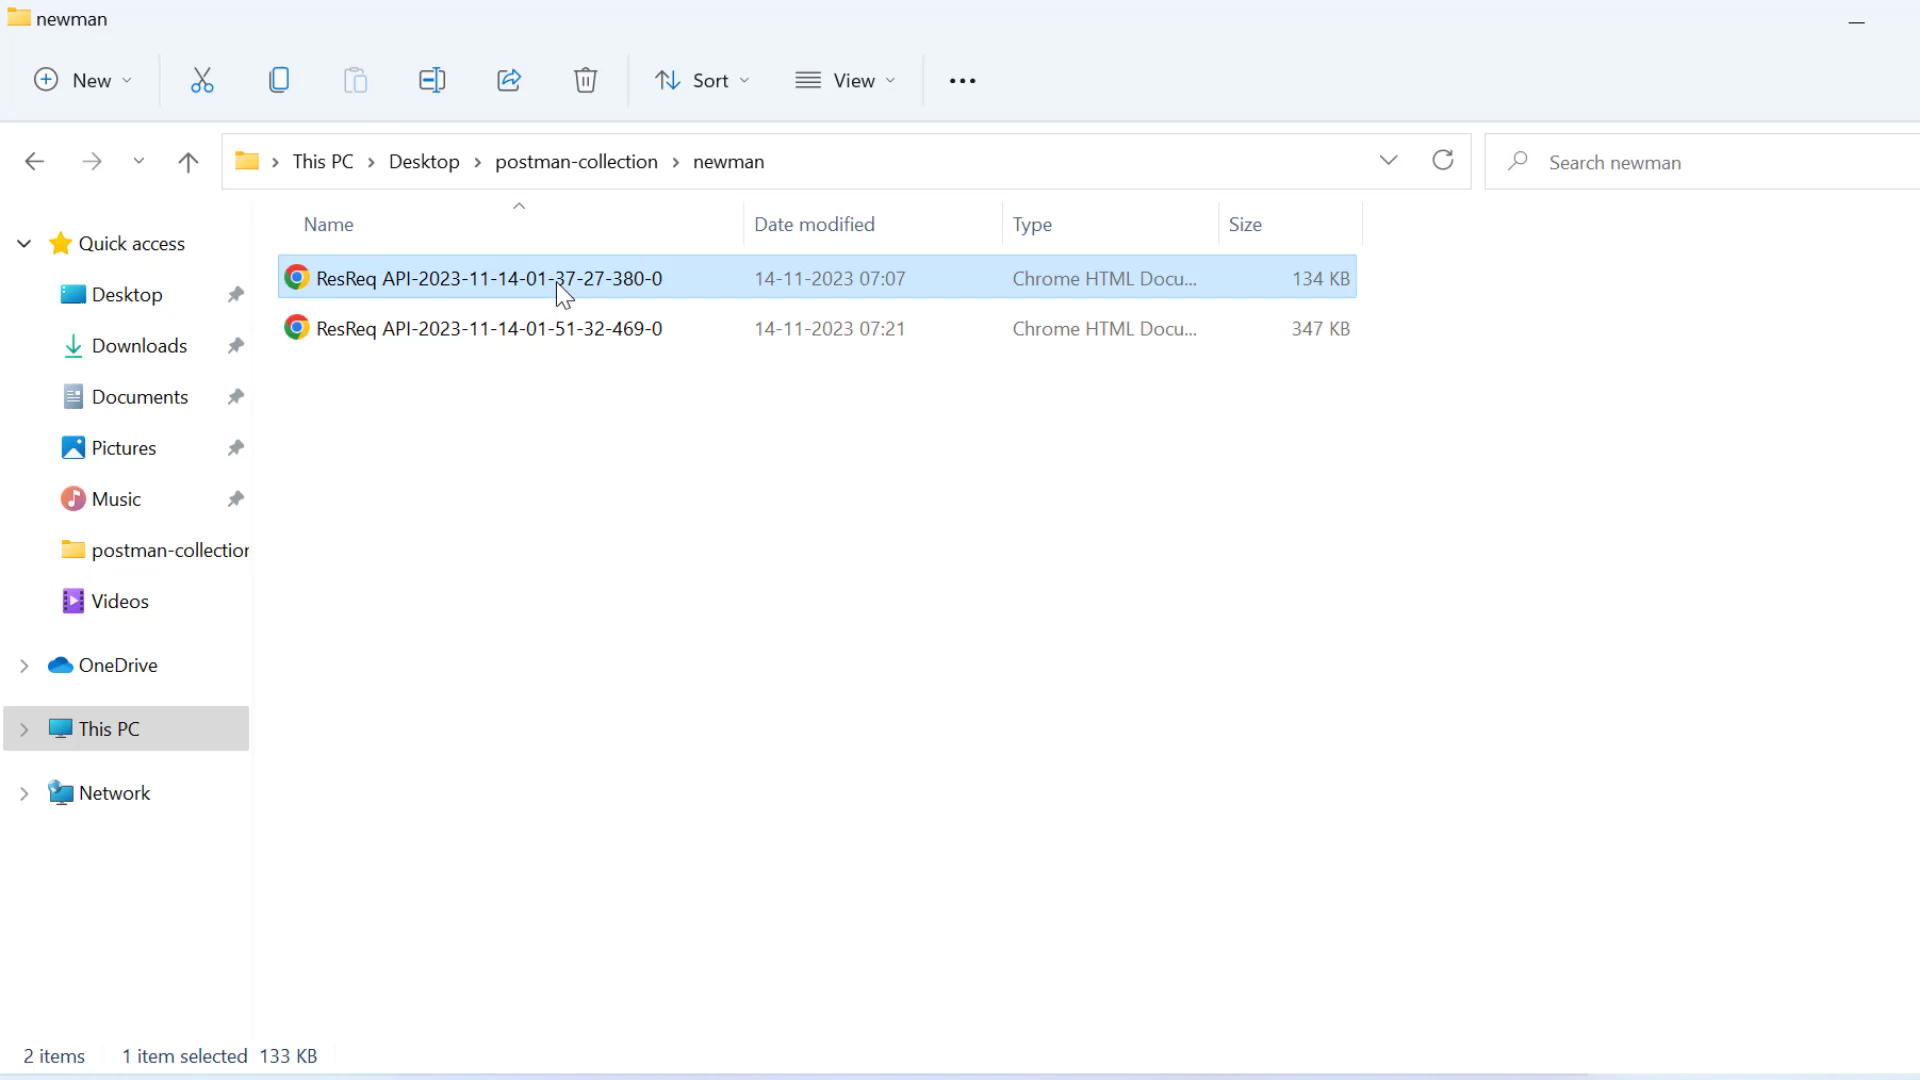 newman
New
Sort
View
This PC > Desktop > postman-collection > newman
Search newman
Name Date modified Type Size
ResReq API-2023-11-14-01-37-27-380-0 14-11-2023 07:07 Chrome HTML Docu... 134 KB
ResReq API-2023-11-14-01-51-32-469-0 14-11-2023 07:21 Chrome HTML Docu... 347 KB
Quick access
Desktop
Downloads
Documents
Pictures
Music
postman-collection
Videos
OneDrive
This PC
Network
2 items 1 item selected 133 KB